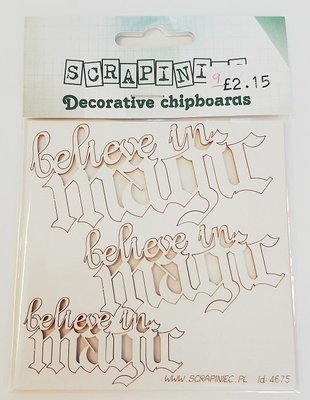 SCRAPINIEC
9 £2.15
Decorative chipboards
believe in
magic
believe in
magic
believe in
magic
WWW.SCRAPINIEC.PL Id: 4675